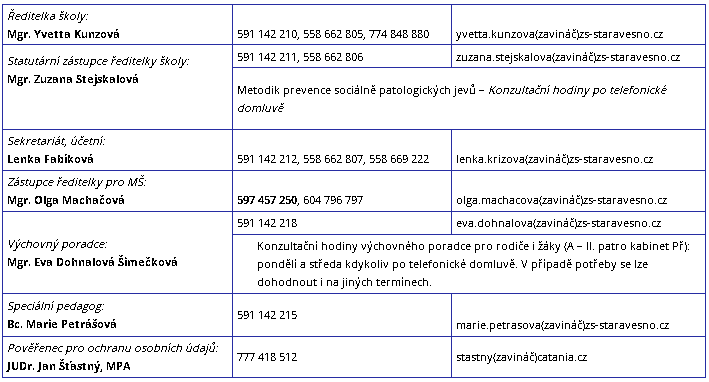 Ředitelka školy:
Mgr. Yvetta Kunzová
591 142 210, 558 662 805, 774 848 880
yvetta.kunzova(zavináč)zs-staravesno.cz
Statutární zástupce ředitelky školy:
Mgr. Zuzana Stejskalová
591 142 211, 558 662 806
zuzana.stejskalova(zavináč)zs-staravesno.cz
Metodik prevence sociálně patologických jevů – Konzultační hodiny po telefonické
domluvě
Sekretariát, účetní:
Lenka Fabíková
591 142 212, 558 662 807, 558 669 222
lenka.krizova(zavináč)zs-staravesno.cz
Zástupce ředitelky pro MŠ:
Mgr. Olga Machačová
597 457 250, 604 796 797
olga.machacova(zavináč)zs-staravesno.cz
Výchovný poradce:
Mgr. Eva Dohnalová Šimečková
591 142 218
eva.dohnalova(zavináč)zs-staravesno.cz
Konzultační hodiny výchovného poradce pro rodiče i žáky (A – II. patro kabinet Př):
pondělí a středa kdykoliv po telefonické domluvě. V případě potřeby se lze
dohodnout i na jiných termínech.
Speciální pedagog:
Bc. Marie Petrášová
591 142 215
marie.petrasova(zavináč)zs-staravesno.cz
Pověřenec pro ochranu osobních údajů:
JUDr. Jan Šťastný, MPA
777 418 512
stastny(zavináč)catania.cz